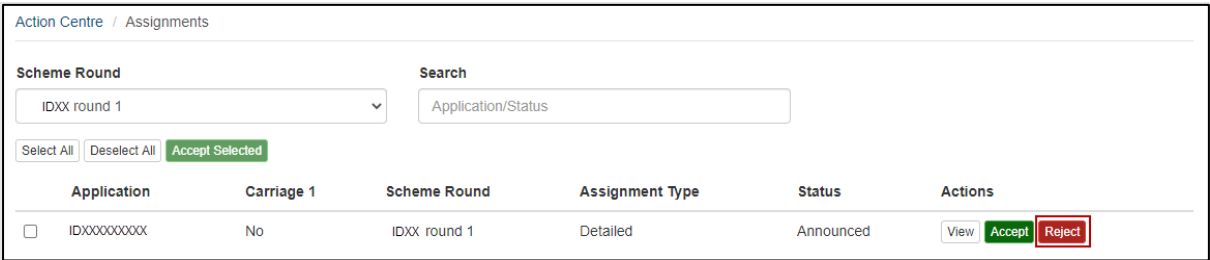 Action Centre / Assignments
Scheme Round Search
IDXX round 1 Application/Status
Select All Deselect All Accept Selected
Application Carriage 1 Scheme Round Assignment Type Status Actions
IDXXXXXXXXX No IDXX round 1 Detailed Announced View Accept Reject